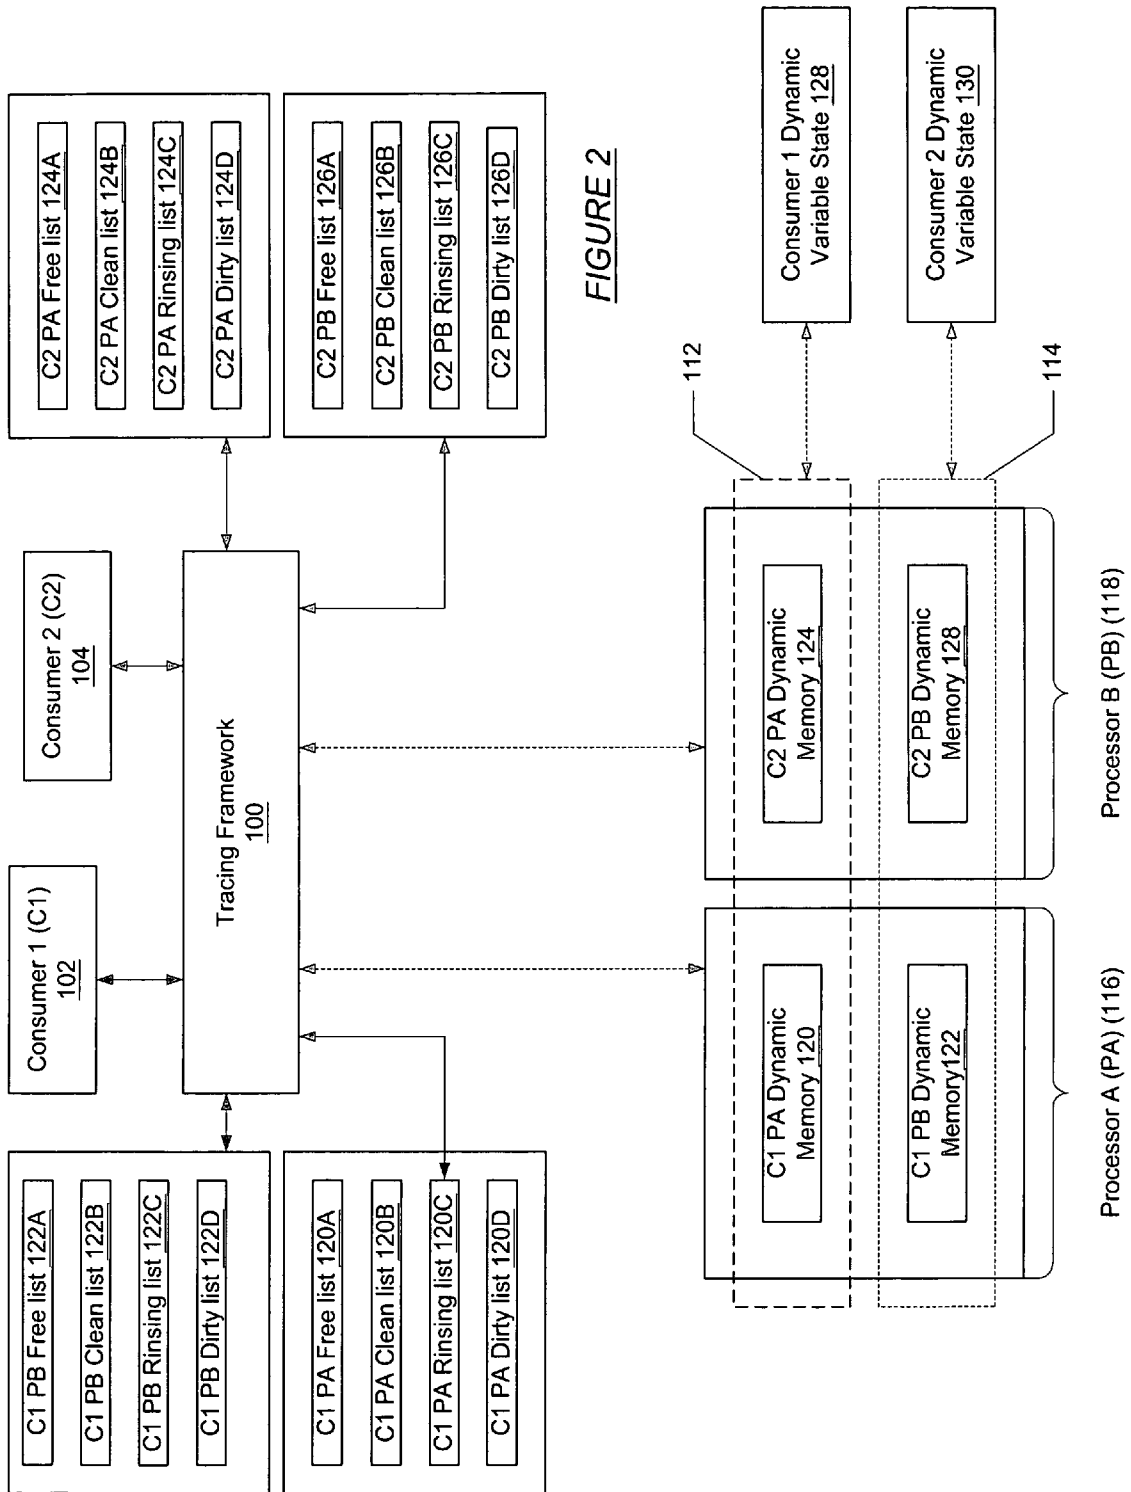 Consumer 1 (C1)
102
Consumer 2 (C2)
104
C1 PB Free list 122A
C1 PB Clean list 122B
C1 PB Rinsing list 122C
C1 PB Dirty list 122D
Tracing Framework
100
C2 PA Free list 124A
C2 PA Clean list 124B
C2 PA Rinsing list 124C
C2 PA Dirty list 124D
C1 PA Free list 120A
C1 PA Clean list 120B
C1 PA Rinsing list 120C
C1 PA Dirty list 120D
C2 PB Free list 126A
C2 PB Clean list 126B
C2 PB Rinsing list 126C
C2 PB Dirty list 126D
FIGURE 2
112
C1 PA Dynamic
Memory 120
C2 PA Dynamic
Memory 124
Consumer 1 Dynamic
Variable State 128
C1 PB Dynamic
Memory122
C2 PB Dynamic
Memory 128
Consumer 2 Dynamic
Variable State 130
114
Processor A (PA) (116)
Processor B (PB) (118)